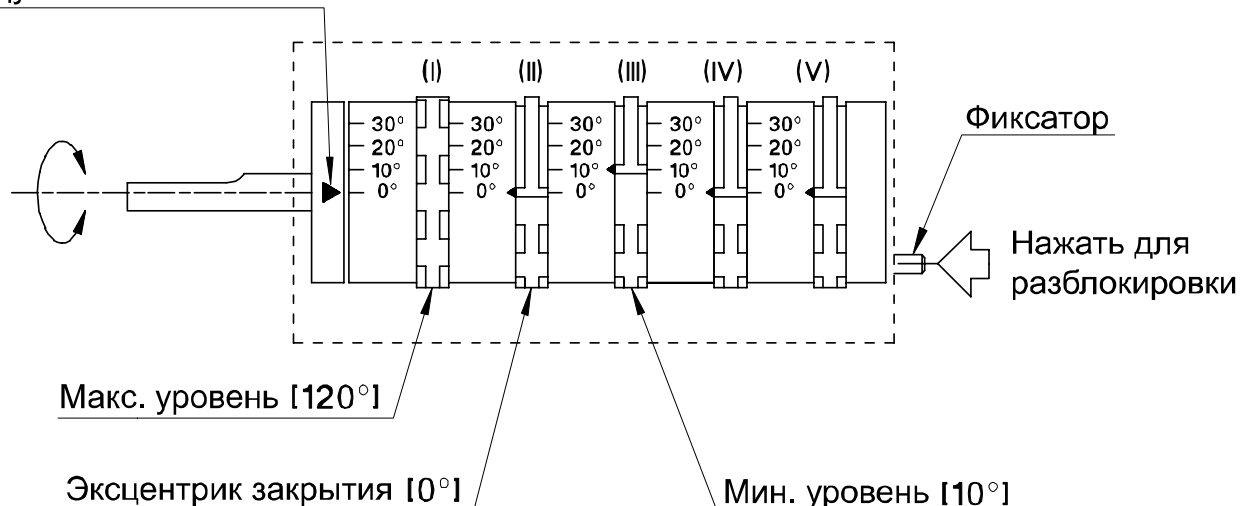 (I) (II) (III) (IV) (V)
30° 30° 30° 30° 30°
20° 20° 20° 20° 20°
10° 10° 10° 10° 10°
0° 0° 0° 0° 0°
Фиксатор
Нажать для
разблокировки
Макс. уровень [120°]
Эксцентрик закрытия [0°]
Мин. уровень [10°]